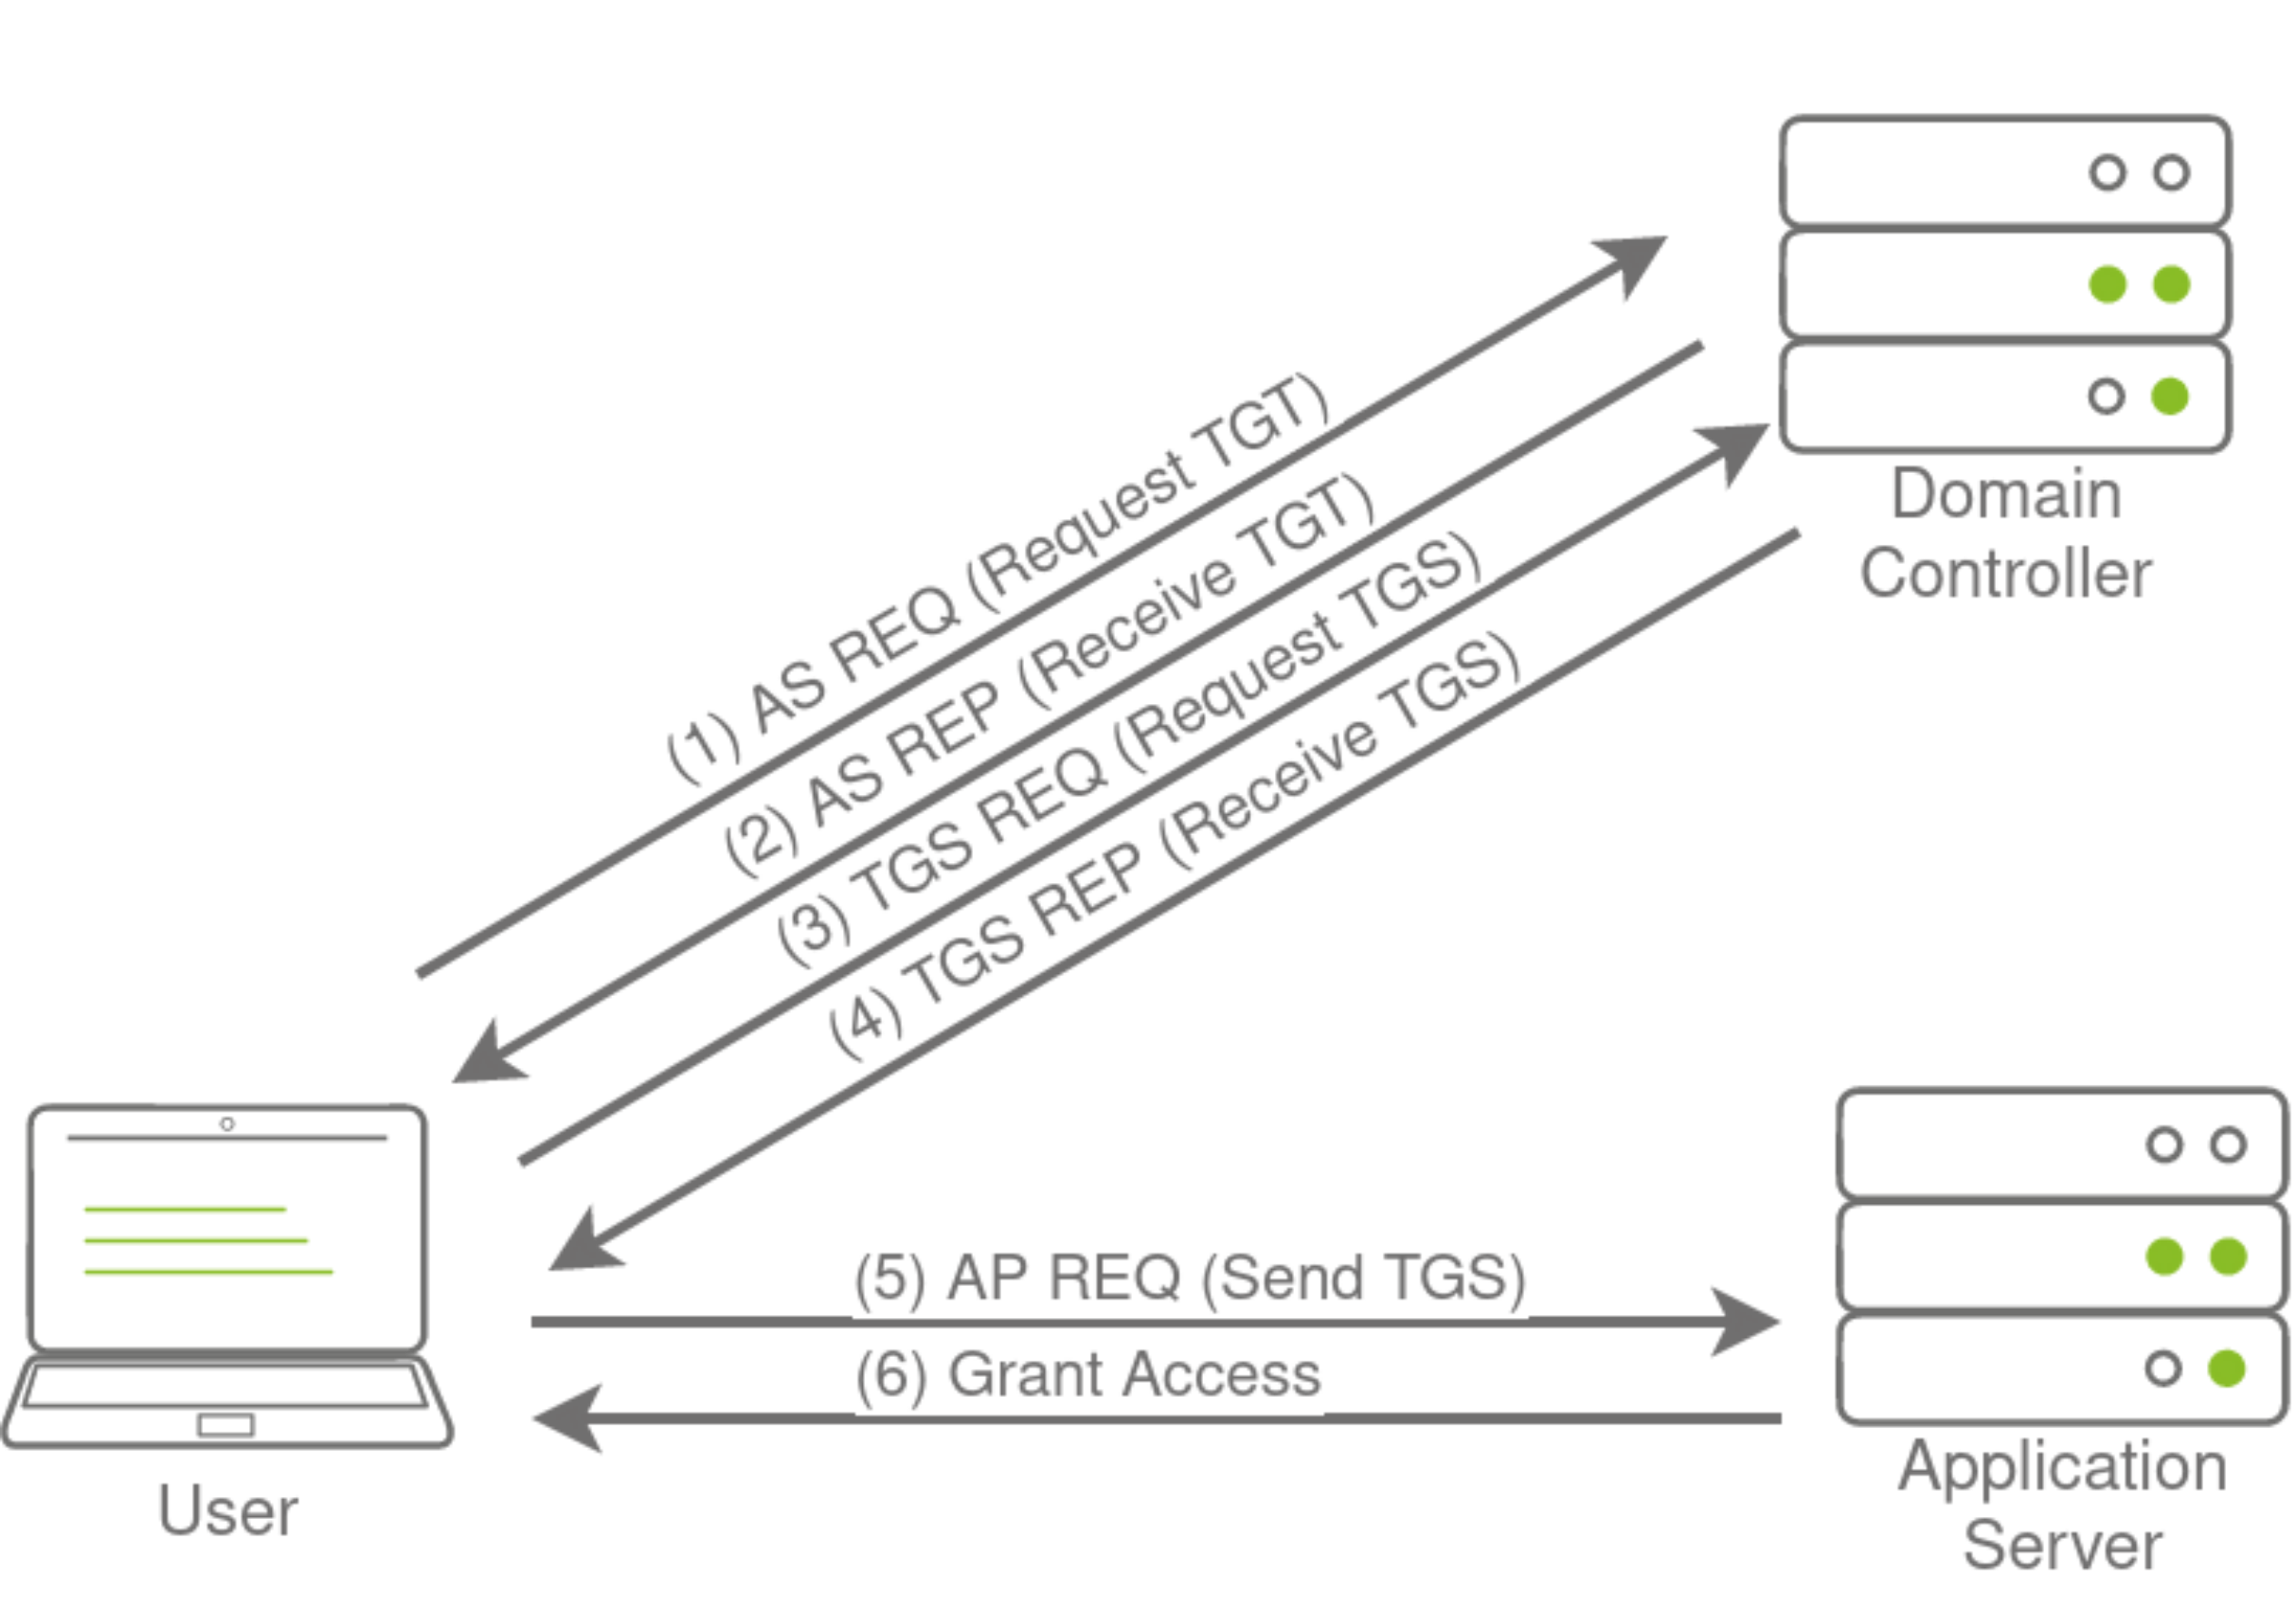 (1) AS REQ (Request TGT)
(2) AS REP (Receive TGT)
(3) TGS REQ (Request TGS)
(4) TGS REP (Receive TGS)
Domain
Controller
(5) AP REQ (Send TGS)
(6) Grant Access
User
Application
Server